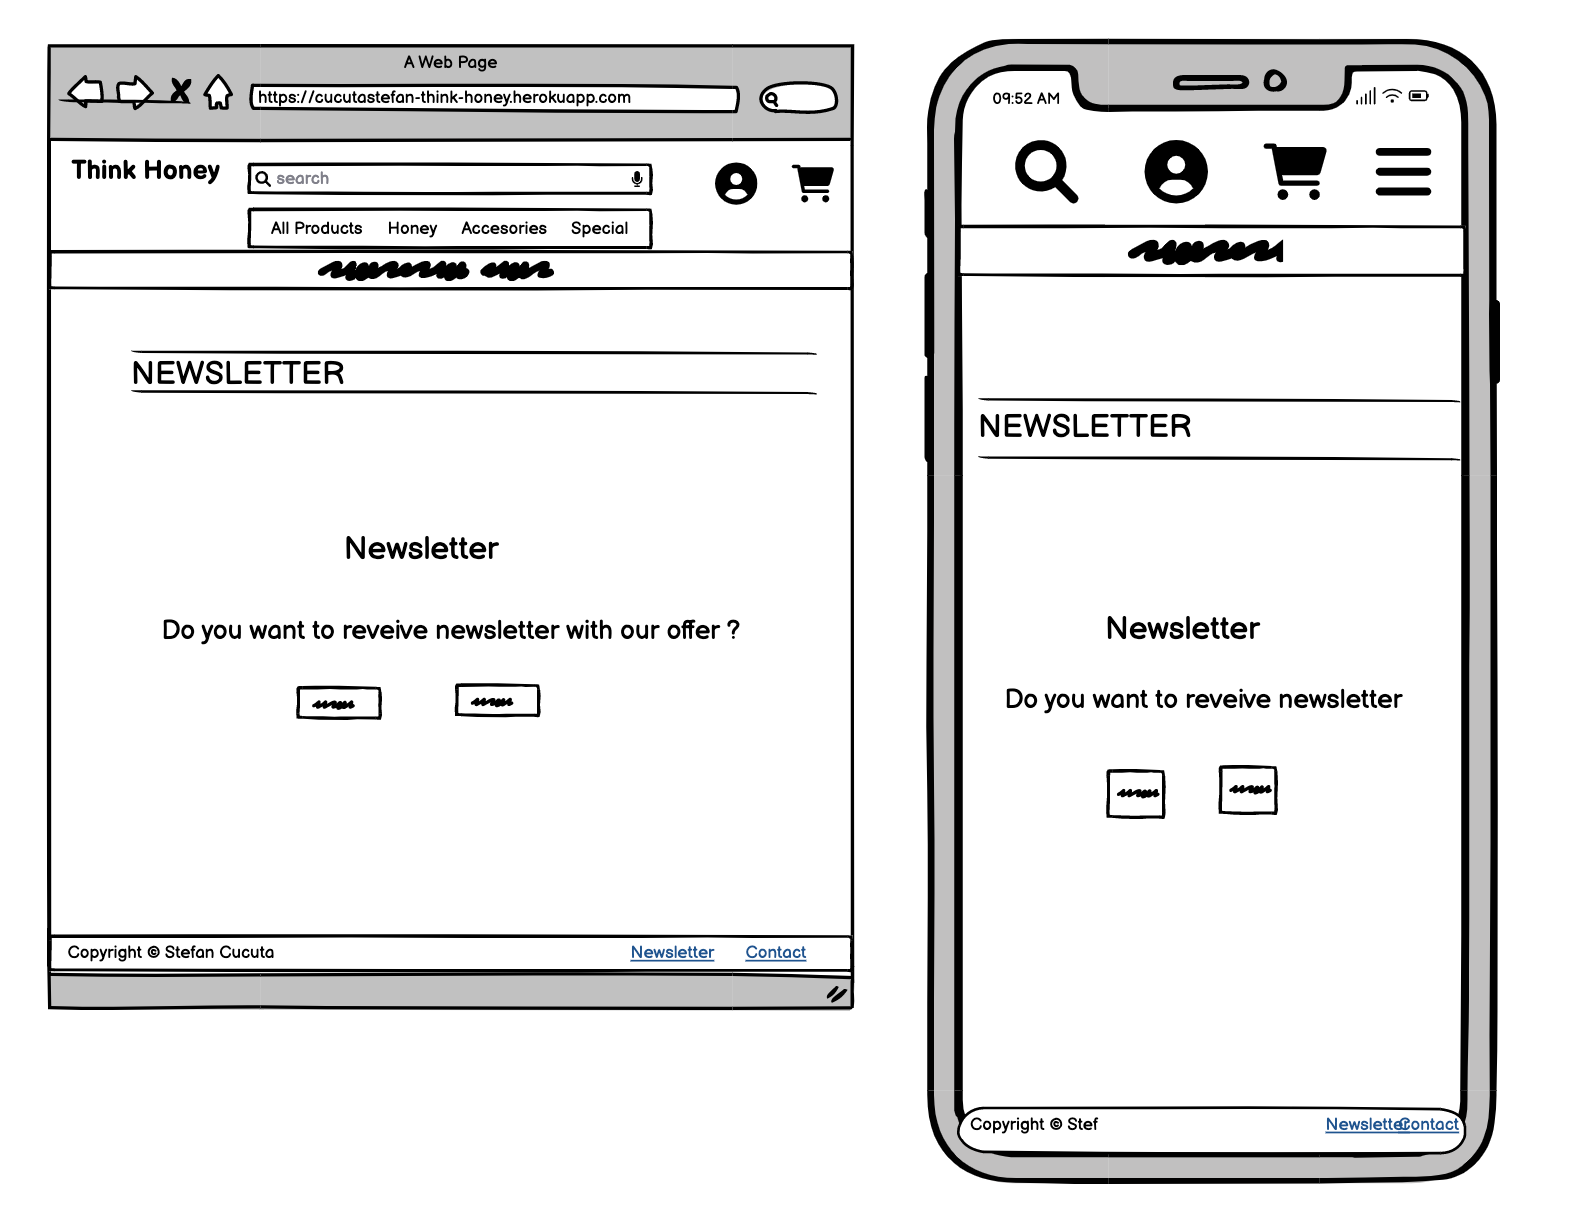 A Web Page
https://cucutastefan-think-honey.herokuapp.com
Think Honey
search
All Products Honey Accesories Special
NEWSLETTER
Newsletter
Do you want to reveive newsletter with our offer ?
Copyright © Stefan Cucuta Newsletter Contact
09:52 AM
NEWSLETTER
Newsletter
Do you want to reveive newsletter
Copyright © Stef Newsletter Contact